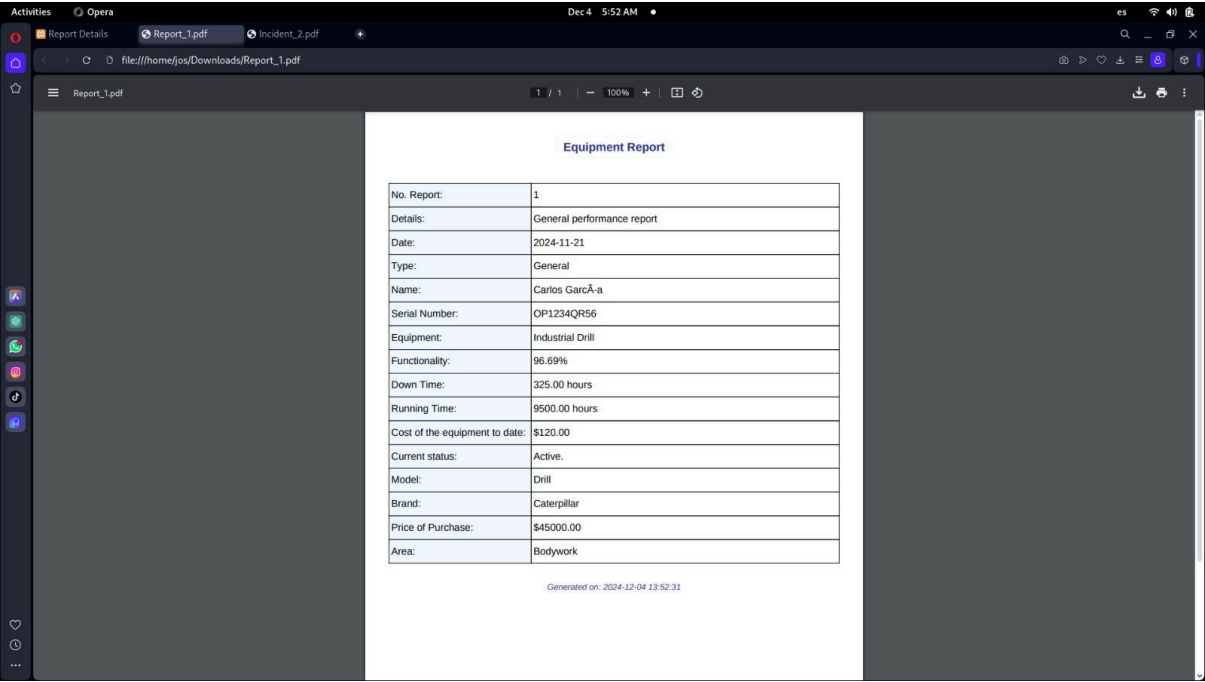 Activities Opera Dec 4 5:52 AM es
Report Details Report_1.pdf Incident_2.pdf
file:///home/jos/Downloads/Report_1.pdf
Report_1.pdf 1 / 1 100%
Equipment Report
No. Report: 1
Details: General performance report
Date: 2024-11-21
Type: General
Name: Carlos GarcÃ-a
Serial Number: OP1234QR56
Equipment: Industrial Drill
Functionality: 96.69%
Down Time: 325.00 hours
Running Time: 9500.00 hours
Cost of the equipment to date: $120.00
Current status: Active.
Model: Drill
Brand: Caterpillar
Price of Purchase: $45000.00
Area: Bodywork
Generated on: 2024-12-04 13:52:31